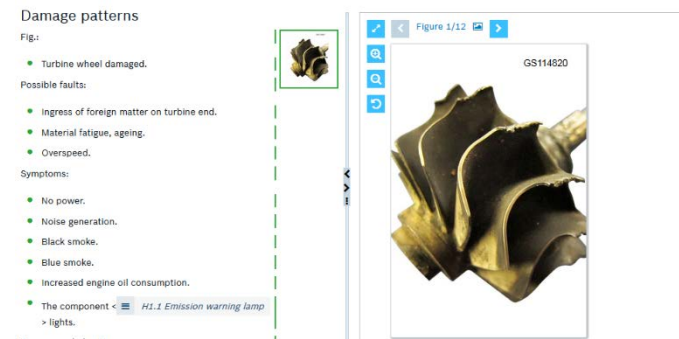 Damage patterns
Fig.:
Turbine wheel damaged.
Possible faults:
Ingress of foreign matter on turbine end.
Material fatigue, ageing.
Overspeed.
Symptoms:
No power.
Noise generation.
Black smoke.
Blue smoke.
Increased engine oil consumption.
The component < H1.1 Emission warning lamp
> lights.
Figure 1/12
GS114820